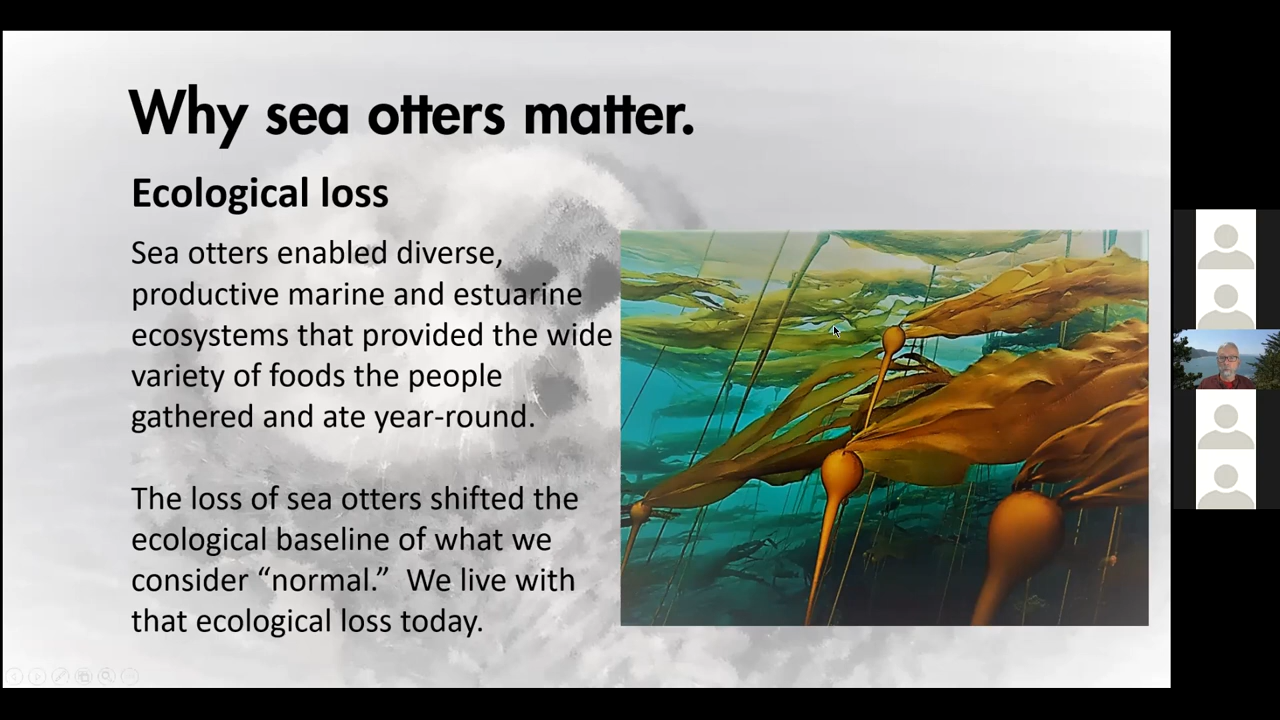 Why sea otters matter.
Ecological loss
Sea otters enabled diverse,
productive marine and estuarine
ecosystems that provided the wide
variety of foods the people
gathered and ate year-round.
The loss of sea otters shifted the
ecological baseline of what we
consider “normal.”  We live with
that ecological loss today.